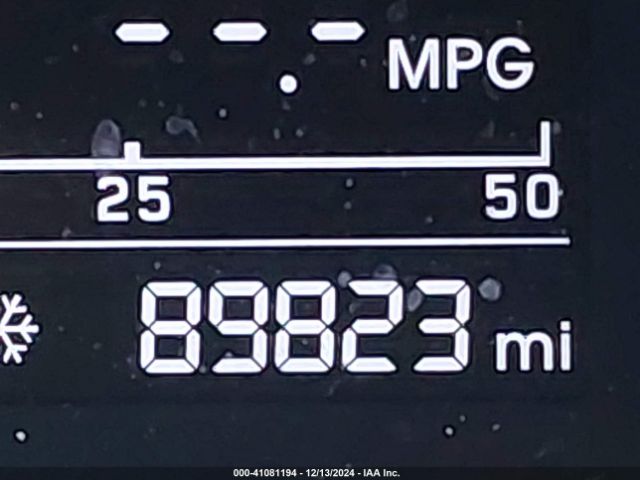 --.- MPG
25 50
89823 mi
000-41081194 - 12/13/2024 - IAA Inc.